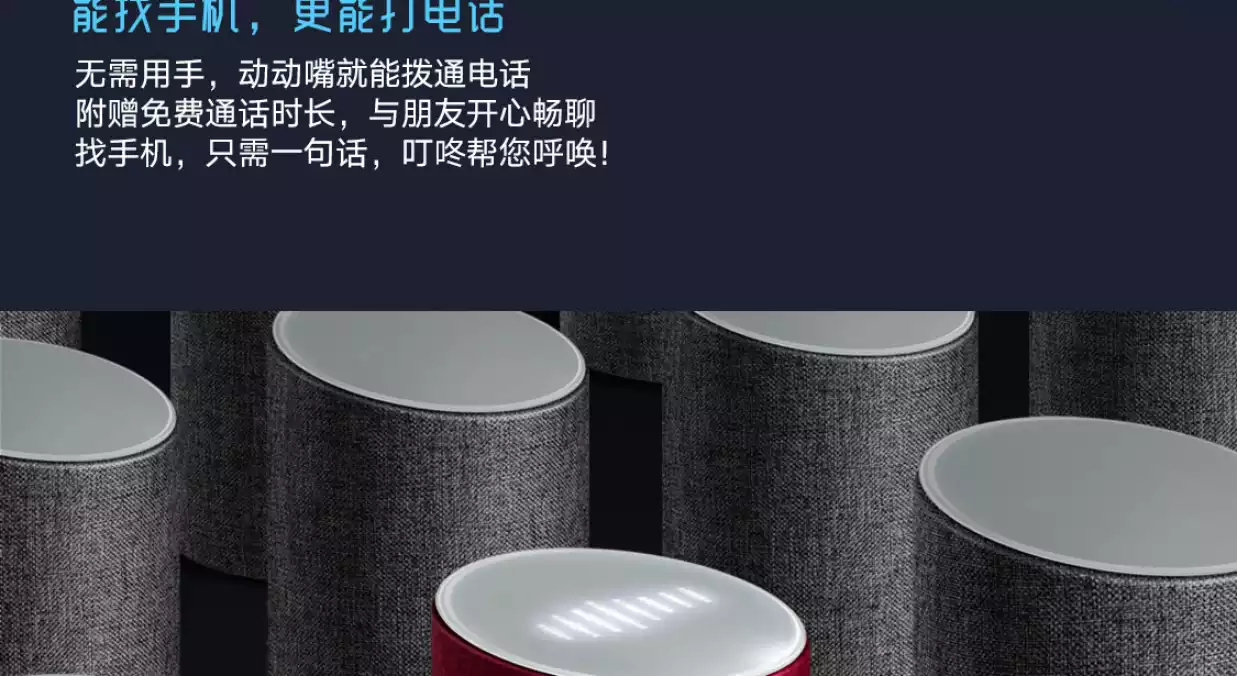 能找手机，更能打电话
无需用手，动动嘴就能拨通电话
附赠免费通话时长，与朋友开心畅聊
找手机，只需一句话，叮咚帮您呼唤！